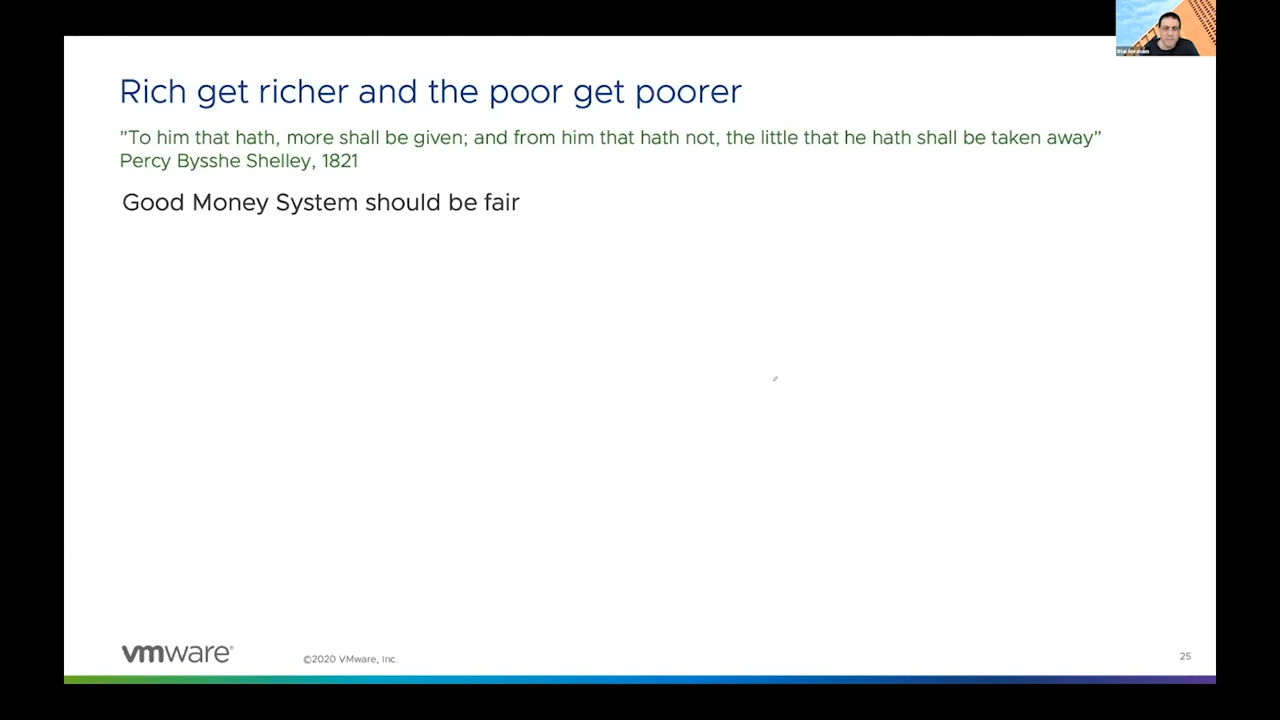 Rich get richer and the poor get poorer
”To him that hath, more shall be given; and from him that hath not, the little that he hath shall be taken away”
Percy Bysshe Shelley, 1821
Good Money System should be fair
vmware®
©2020 VMware, Inc.
25
Ittai Abraham